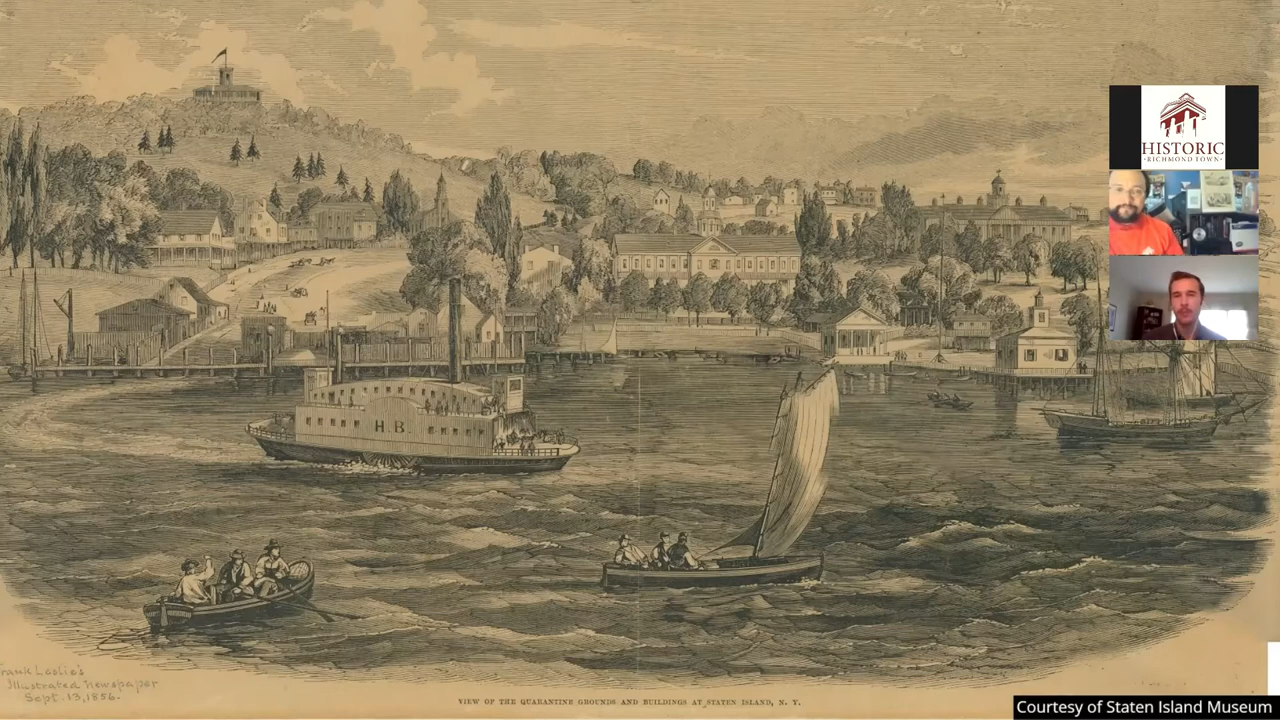 HISTORIC
RICHMOND TOWN
H B
Frank Leslie's
Illustrated Newspaper
Sept. 13, 1856.
VIEW OF THE QUARANTINE GROUNDS AND BUILDINGS AT STATEN ISLAND, N. Y.
Courtesy of Staten Island Museum